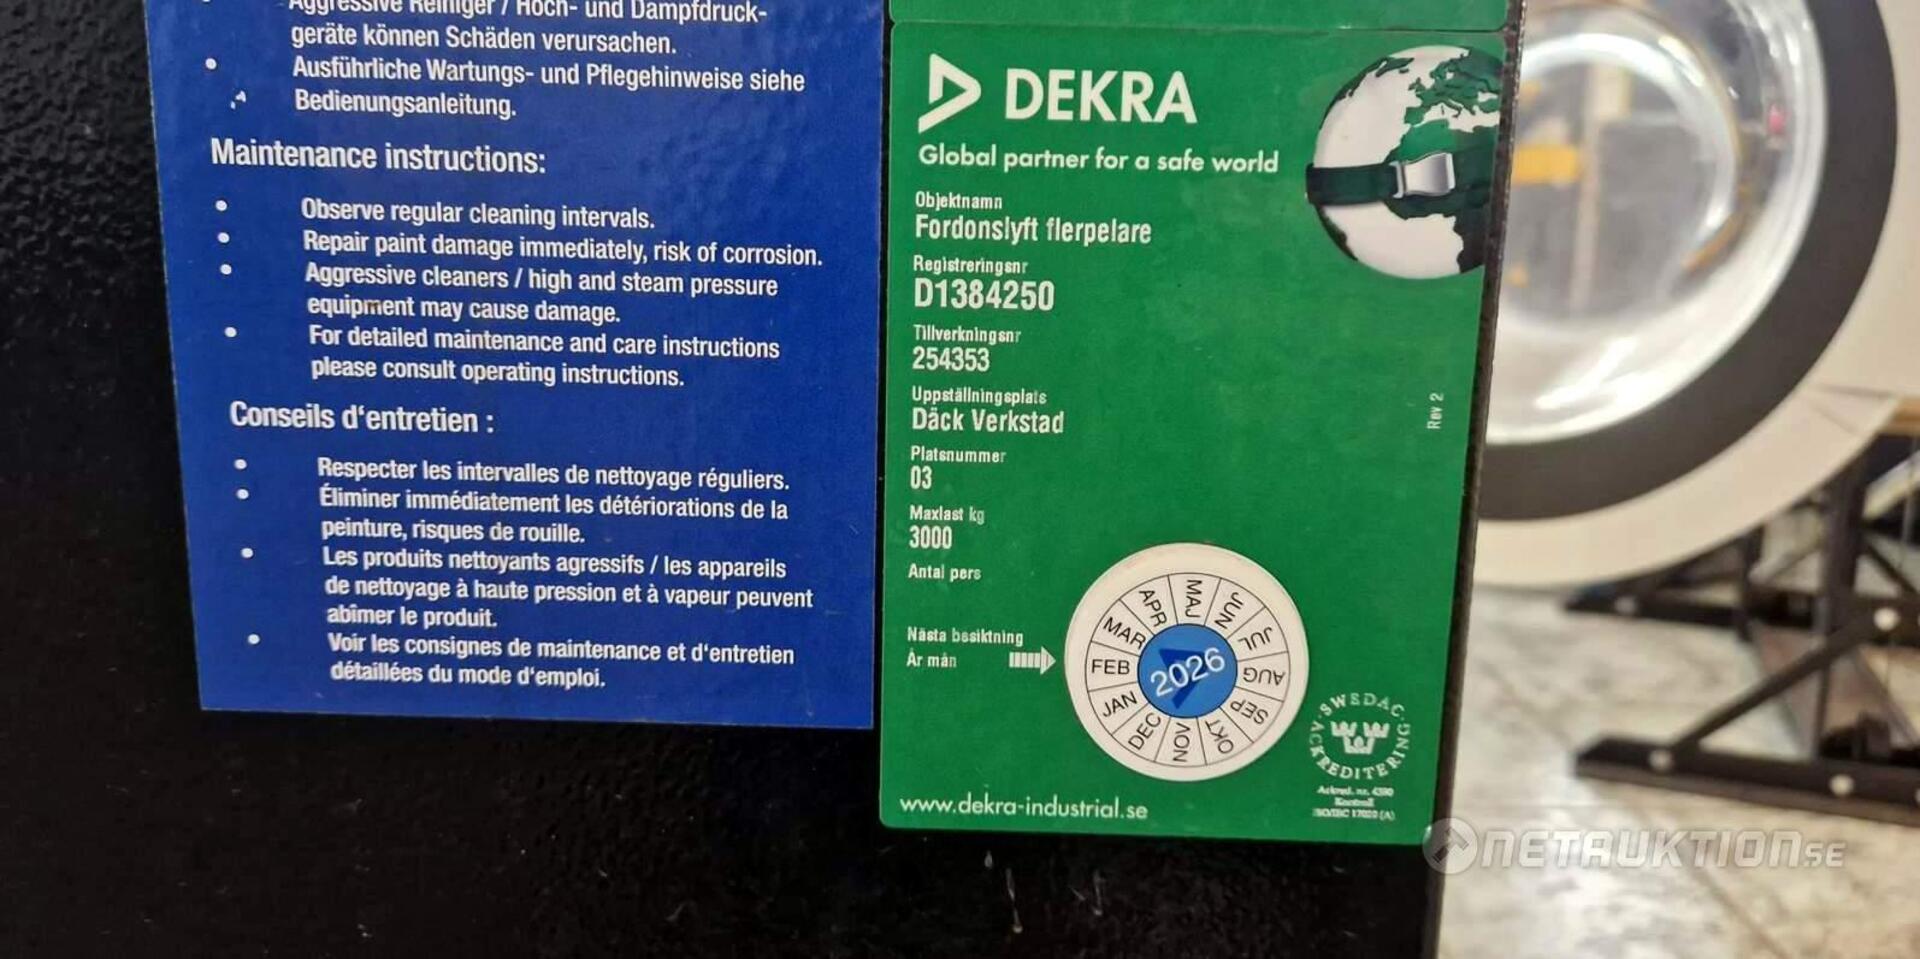 Aggressive Reiniger / Hoch- und Dampfdruck-
geräte können Schäden verursachen.
Ausführliche Wartungs- und Pflegehinweise siehe
Bedienungsanleitung.
Maintenance instructions:
Observe regular cleaning intervals.
Repair paint damage immediately, risk of corrosion.
Aggressive cleaners / high and steam pressure
equipment may cause damage.
For detailed maintenance and care instructions
please consult operating instructions.
Conseils d'entretien :
Respecter les intervalles de nettoyage réguliers.
Éliminer immédiatement les détériorations de la
peinture, risques de rouille.
Les produits nettoyants agressifs / les appareils
de nettoyage à haute pression et à vapeur peuvent
abîmer le produit.
Voir les consignes de maintenance et d'entretien
détaillées du mode d'emploi.
DEKRA
Global partner for a safe world
Objektnamn
Fordonslyft flerpelare
Registreringsnr
D1384250
Tillverkningsnr
254353
Uppställningsplats
Däck Verkstad
Platsnummer
03
Maxlast kg
3000
Antal pers
Nästa besiktning
År mån
JAN
FEB
MAR
APR
MAJ
JUN
JUL
AUG
SEP
OKT
NOV
DEC
2026
Rev 2
SWEDAC
ACKREDITERING
Ackred. nr. 4390
Kontroll
ISO/IEC 17020 (A)
www.dekra-industrial.se
NETAUKTION.SE